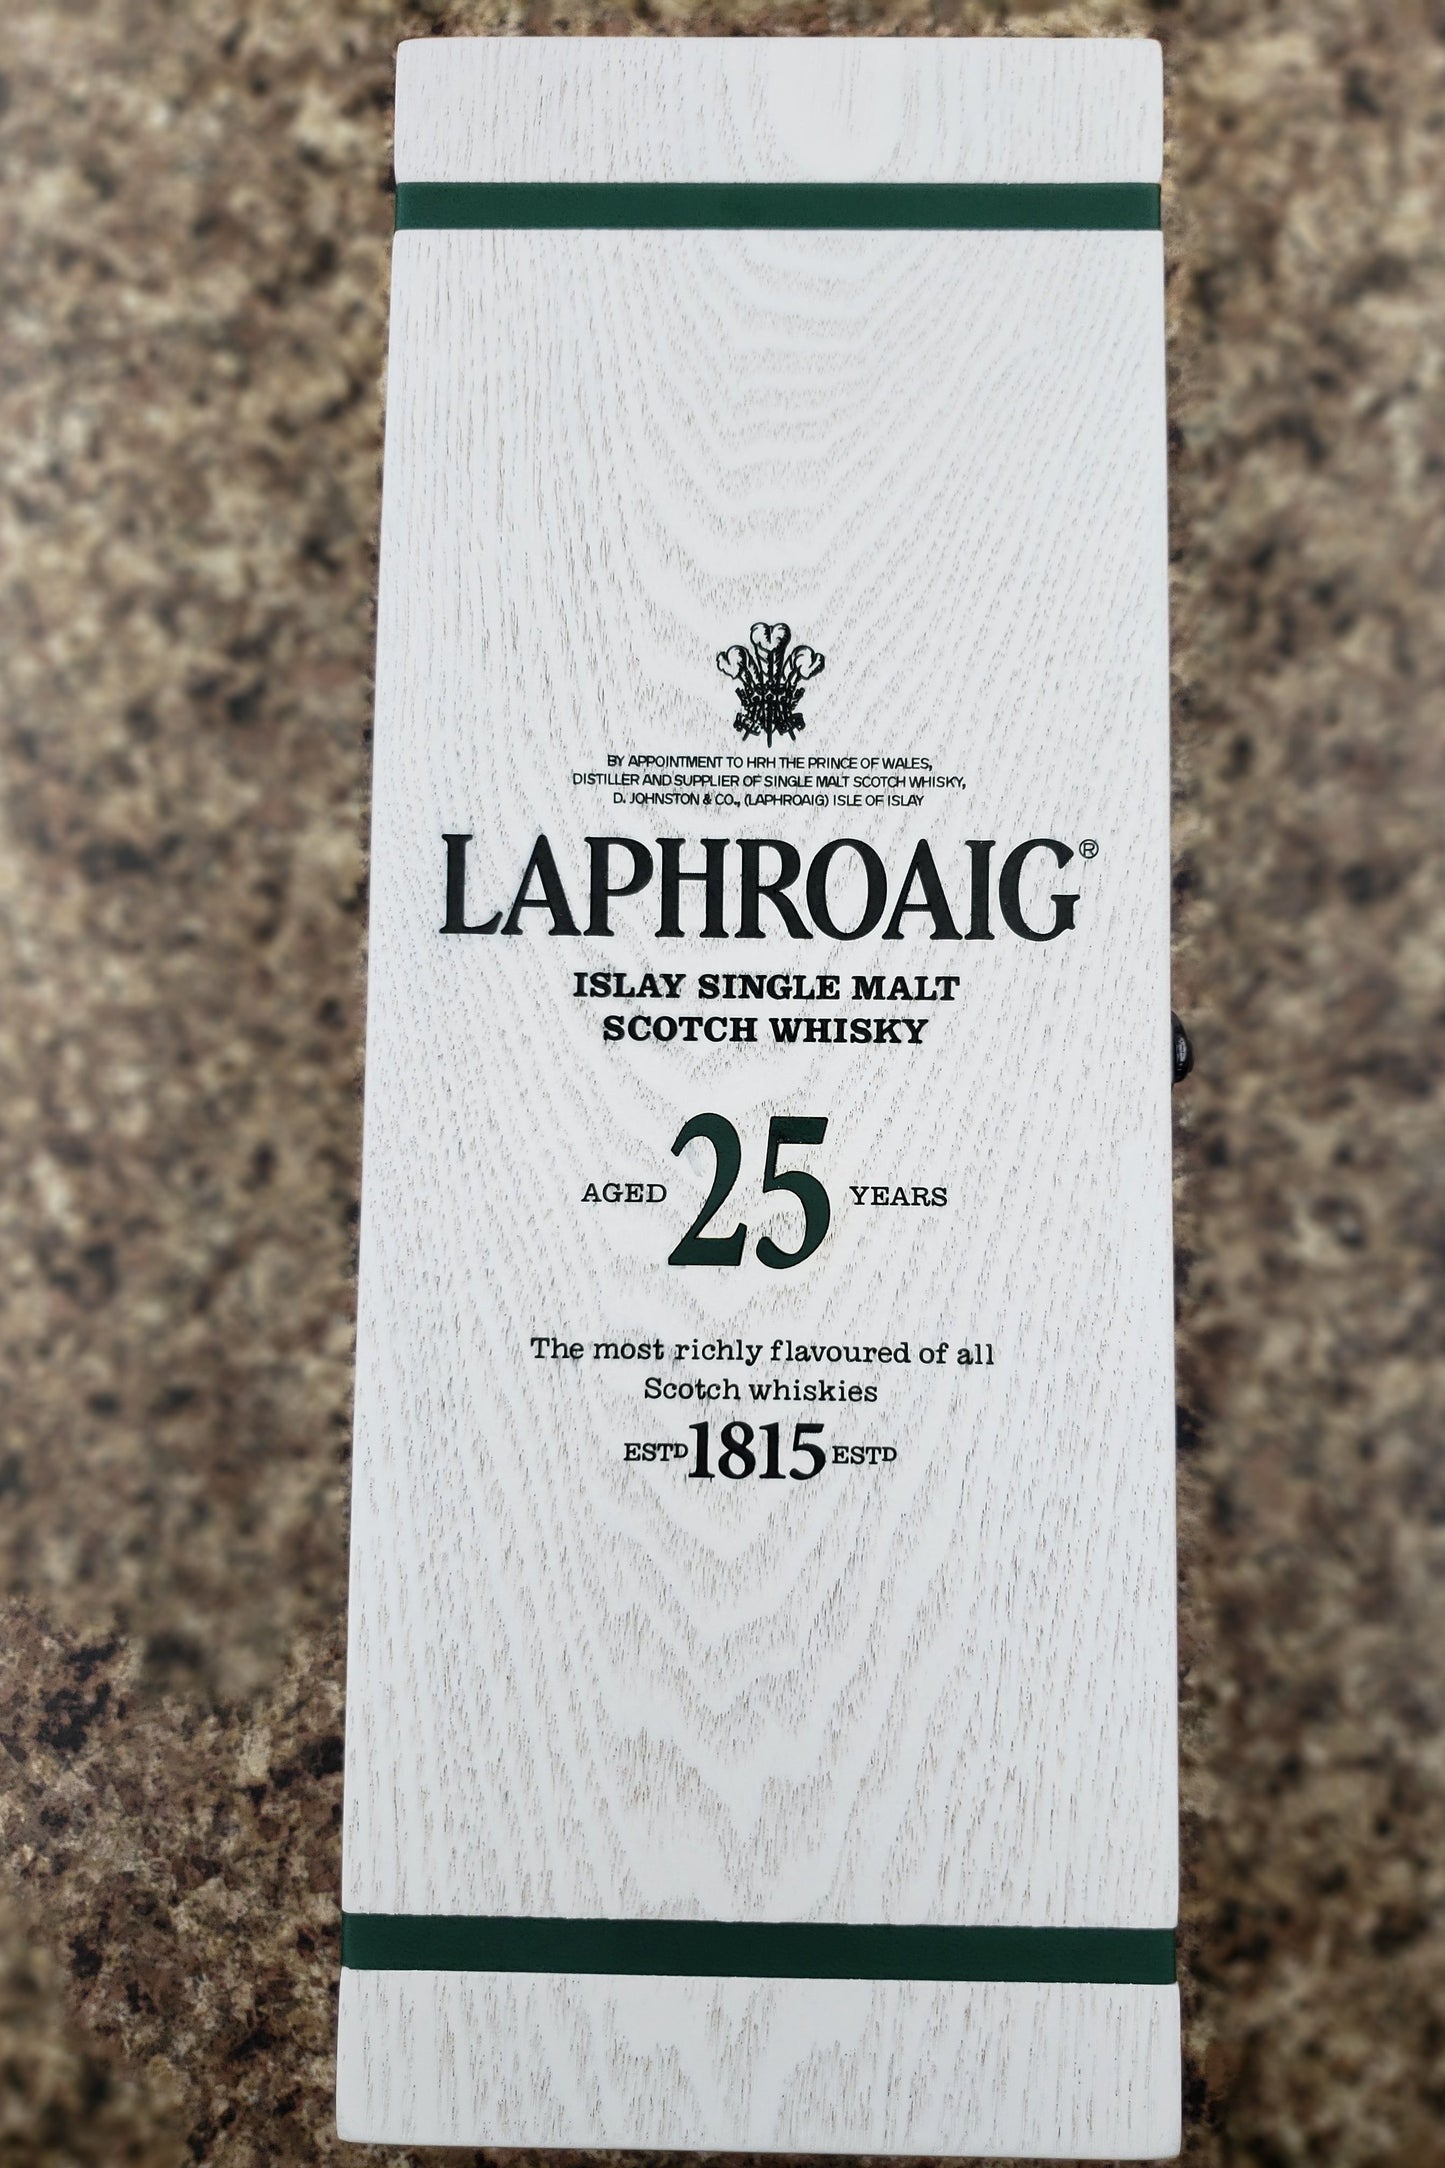 BY APPOINTMENT TO HRH THE PRINCE OF WALES,
DISTILLER AND SUPPLIER OF SINGLE MALT SCOTCH WHISKY,
D. JOHNSTON & CO., (LAPHROAIG) ISLE OF ISLAY
LAPHROAIG®
ISLAY SINGLE MALT
SCOTCH WHISKY
AGED 25 YEARS
The most richly flavoured of all
Scotch whiskies
ESTD 1815 ESTD